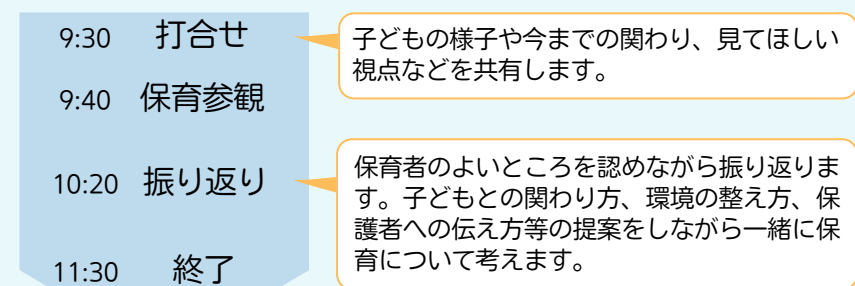 9:30 打合せ
子どもの様子や今までの関わり、見てほしい
視点などを共有します。
9:40 保育参観
10:20 振り返り
保育者のよいところを認めながら振り返りま
す。子どもとの関わり方、環境の整え方、保
護者への伝え方等の提案をしながら一緒に保
育について考えます。
11:30 終了